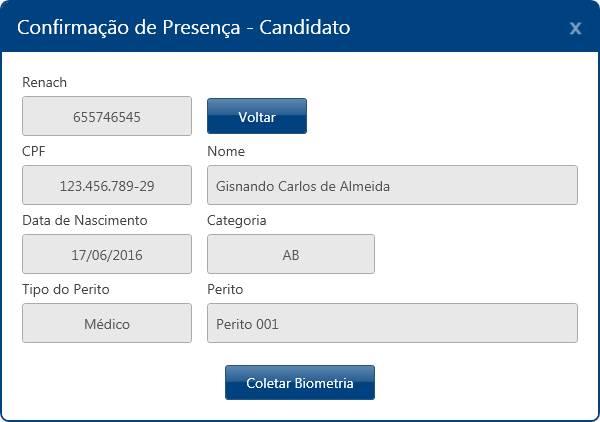 Confirmação de Presença - Candidato x
Renach
655746545 Voltar
CPF Nome
123.456.789-29 Gisnando Carlos de Almeida
Data de Nascimento Categoria
17/06/2016 AB
Tipo do Perito Perito
Médico Perito 001
Coletar Biometria